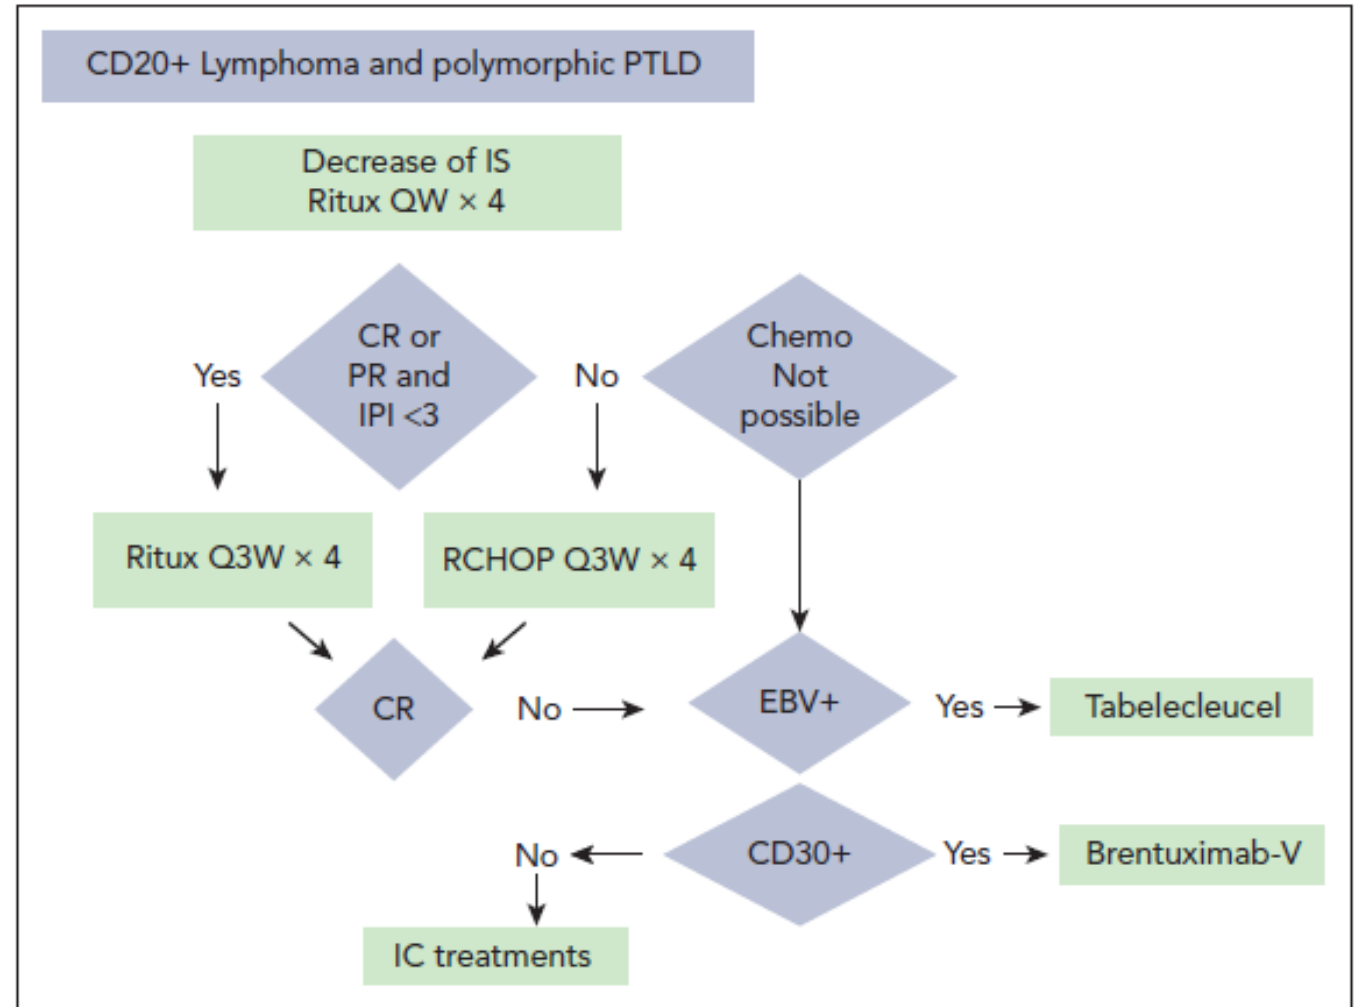 CD20+ Lymphoma and polymorphic PTLD
Decrease of IS
Ritux QW × 4
CR or
PR and
IPI <3
Yes
No
Chemo
Not
possible
Ritux Q3W × 4
RCHOP Q3W × 4
CR
No
EBV+
Yes
Tabelecleucel
CD30+
No
Yes
Brentuximab-V
IC treatments